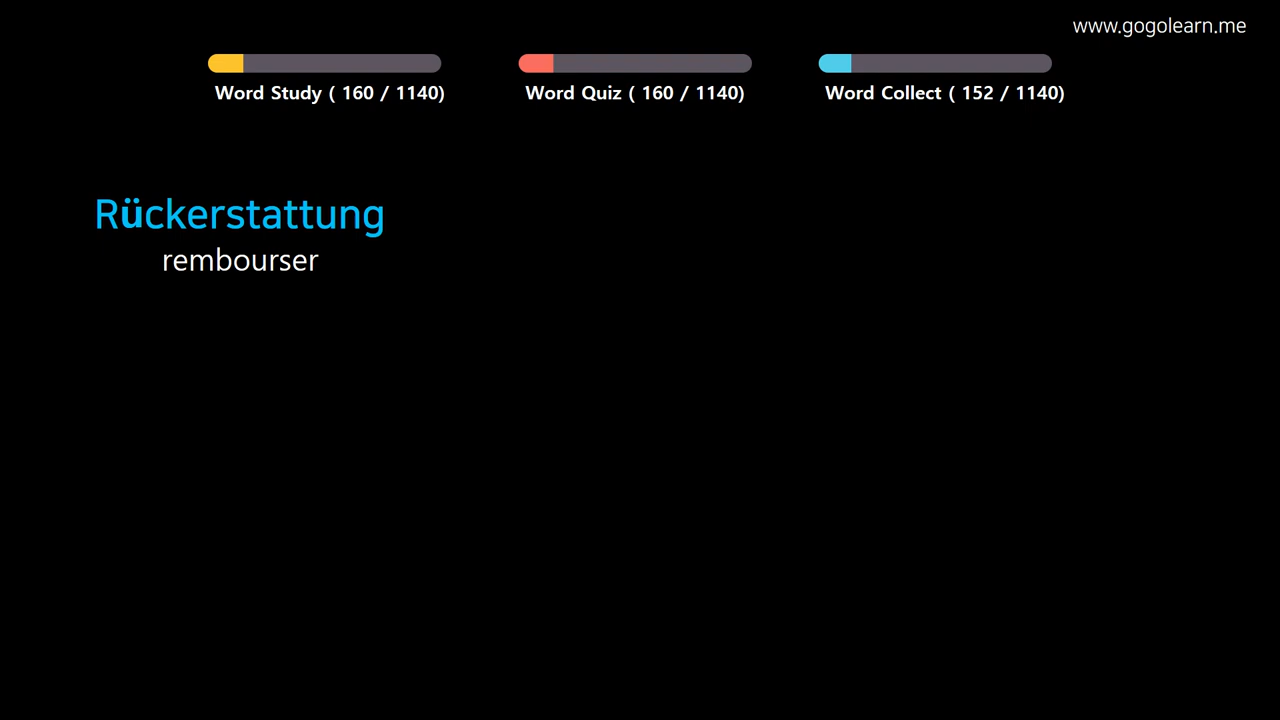 www.gogolearn.me
Word Study ( 160 / 1140)
Word Quiz ( 160 / 1140)
Word Collect ( 152 / 1140)
Rückerstattung
rembourser